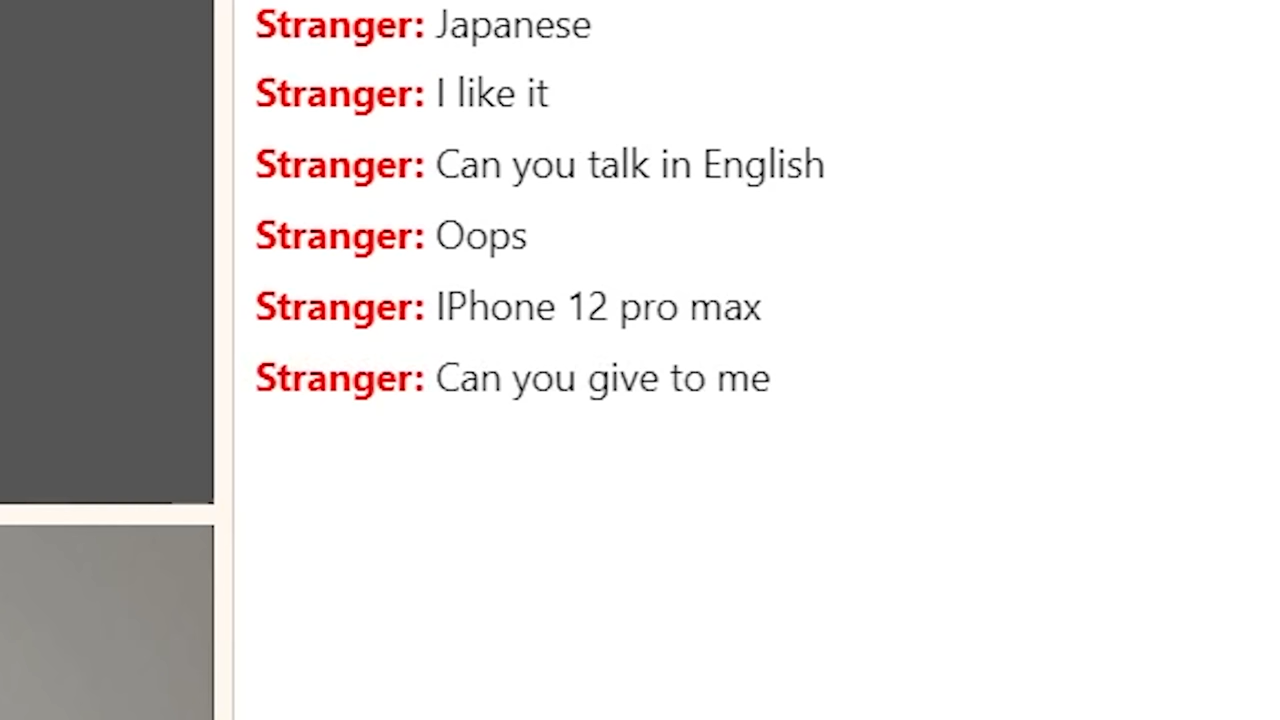 Stranger: Japanese
Stranger: I like it
Stranger: Can you talk in English
Stranger: Oops
Stranger: IPhone 12 pro max
Stranger: Can you give to me